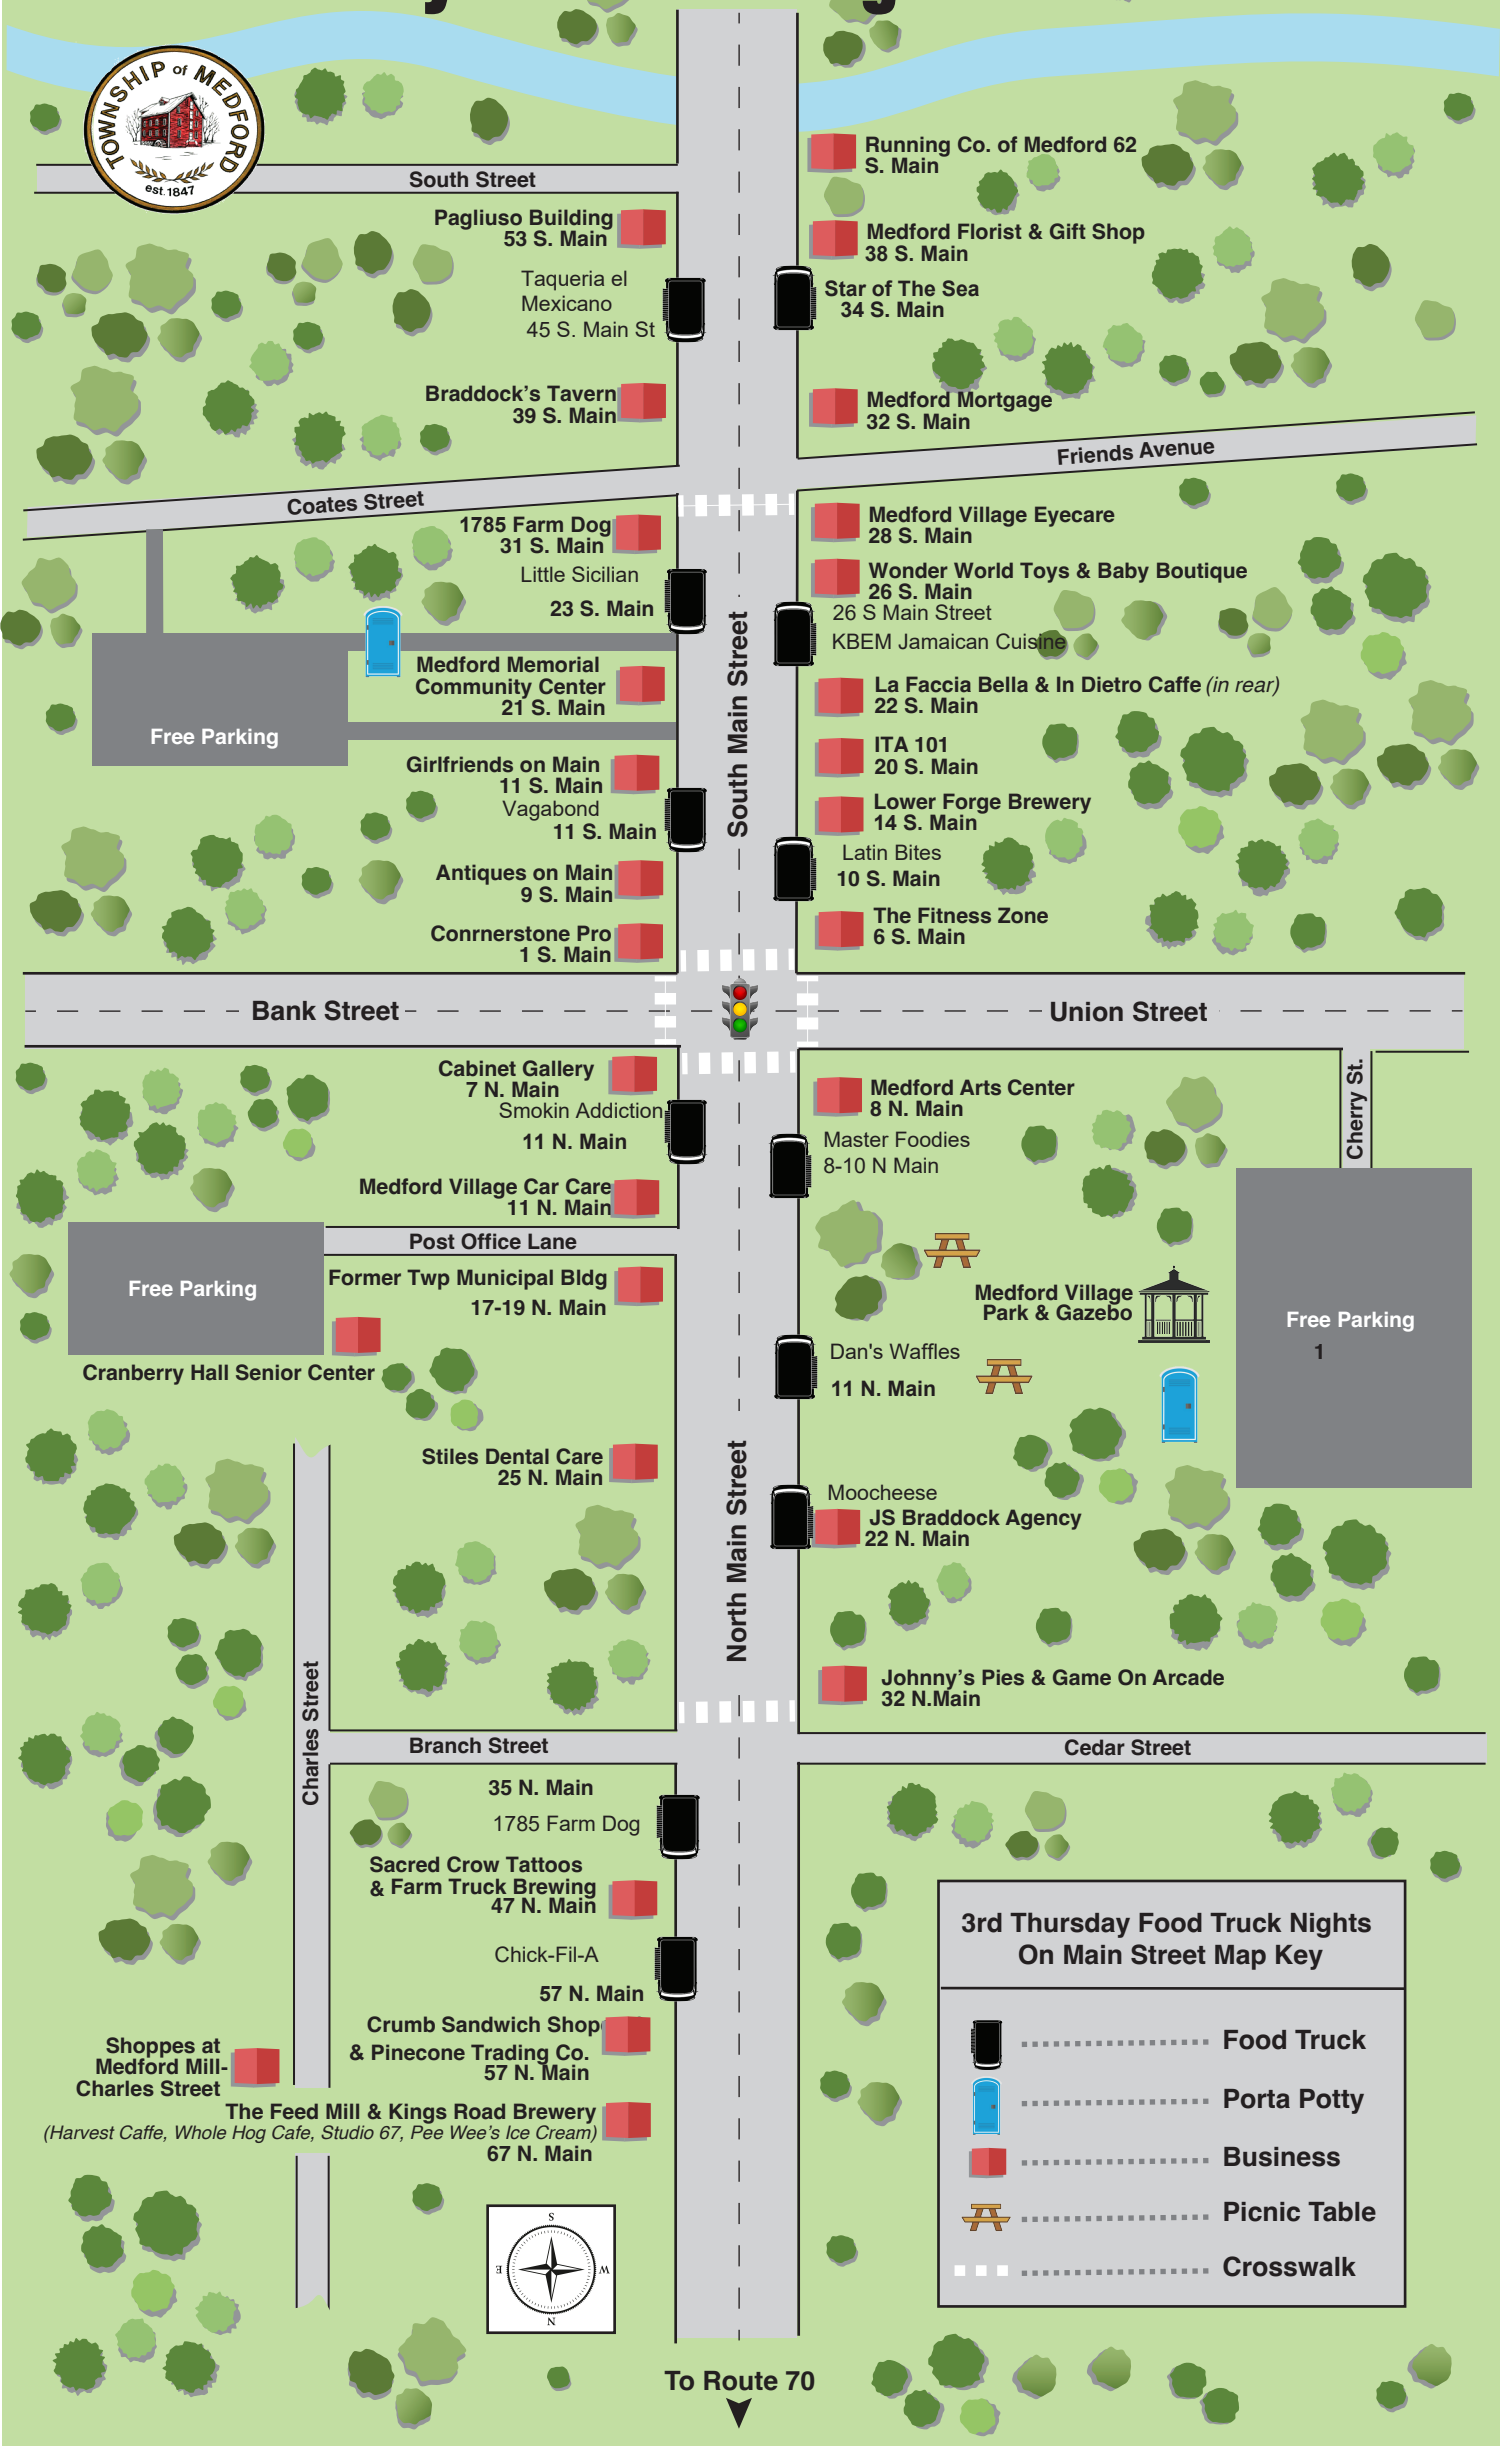 TOWNSHIP of MEDFORD
est. 1847
South Street
Running Co. of Medford 62
S. Main
Pagliuso Building
53 S. Main
Medford Florist & Gift Shop
38 S. Main
Taqueria el
Mexicano
45 S. Main St
Star of The Sea
34 S. Main
Braddock's Tavern
39 S. Main
Medford Mortgage
32 S. Main
Friends Avenue
Coates Street
1785 Farm Dog
31 S. Main
Medford Village Eyecare
28 S. Main
Little Sicilian
23 S. Main
Wonder World Toys & Baby Boutique
26 S. Main
26 S Main Street
KBEM Jamaican Cuisine
South Main Street
Medford Memorial
Community Center
21 S. Main
La Faccia Bella & In Dietro Caffe (in rear)
22 S. Main
Free Parking
ITA 101
20 S. Main
Girlfriends on Main
11 S. Main
Vagabond
11 S. Main
Lower Forge Brewery
14 S. Main
Latin Bites
10 S. Main
Antiques on Main
9 S. Main
The Fitness Zone
6 S. Main
Conrnerstone Pro
1 S. Main
Bank Street
Union Street
Cherry St.
Cabinet Gallery
7 N. Main
Smokin Addiction
11 N. Main
Medford Arts Center
8 N. Main
Master Foodies
8-10 N Main
Medford Village Car Care
11 N. Main
Post Office Lane
Free Parking
Former Twp Municipal Bldg
17-19 N. Main
Medford Village
Park & Gazebo
Free Parking
1
Cranberry Hall Senior Center
Dan's Waffles
11 N. Main
Stiles Dental Care
25 N. Main
North Main Street
Moocheese
JS Braddock Agency
22 N. Main
Charles Street
Johnny's Pies & Game On Arcade
32 N.Main
Branch Street
Cedar Street
35 N. Main
1785 Farm Dog
Sacred Crow Tattoos
& Farm Truck Brewing
47 N. Main
Chick-Fil-A
57 N. Main
Crumb Sandwich Shop
& Pinecone Trading Co.
57 N. Main
Shoppes at
Medford Mill-
Charles Street
The Feed Mill & Kings Road Brewery
(Harvest Caffe, Whole Hog Cafe, Studio 67, Pee Wee's Ice Cream)
67 N. Main
3rd Thursday Food Truck Nights
On Main Street Map Key
Food Truck
Porta Potty
Business
Picnic Table
Crosswalk
S
E
W
N
To Route 70